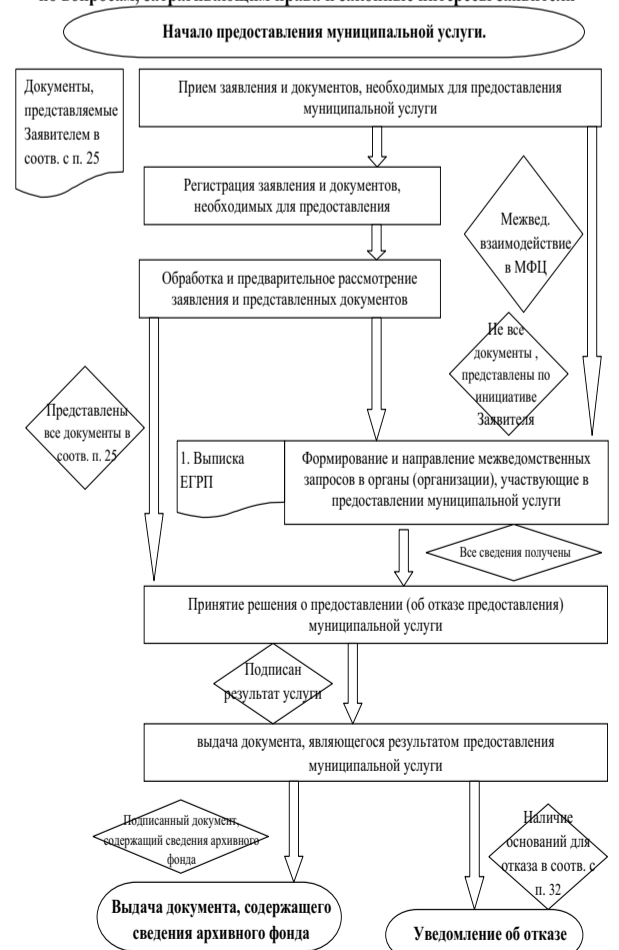 по вопросам, затрагивающим права и законные интересы заявителя
Начало предоставления муниципальной услуги.
Документы,
представляемые
Заявителем в
соотв. с п. 25
Прием заявления и документов, необходимых для предоставления
муниципальной услуги
Регистрация заявления и документов,
необходимых для предоставления
Межвед.
взаимодействие
в МФЦ
Обработка и предварительное рассмотрение
заявления и представленных документов
Не все
документы ,
представлены по
инициативе
Заявителя
Представлены
все документы в
соотв. п. 25
1. Выписка
ЕГРП
Формирование и направление межведомственных
запросов в органы (организации), участвующие в
предоставлении муниципальной услуги
Все сведения получены
Принятие решения о предоставлении (об отказе предоставления)
муниципальной услуги
Подписан
результат услуги
выдача документа, являющегося результатом предоставления
муниципальной услуги
Подписанный документ,
содержащий сведения архивного
фонда
Наличие
оснований для
отказа в соотв. с
п. 32
Выдача документа, содержащего
сведения архивного фонда
Уведомление об отказе